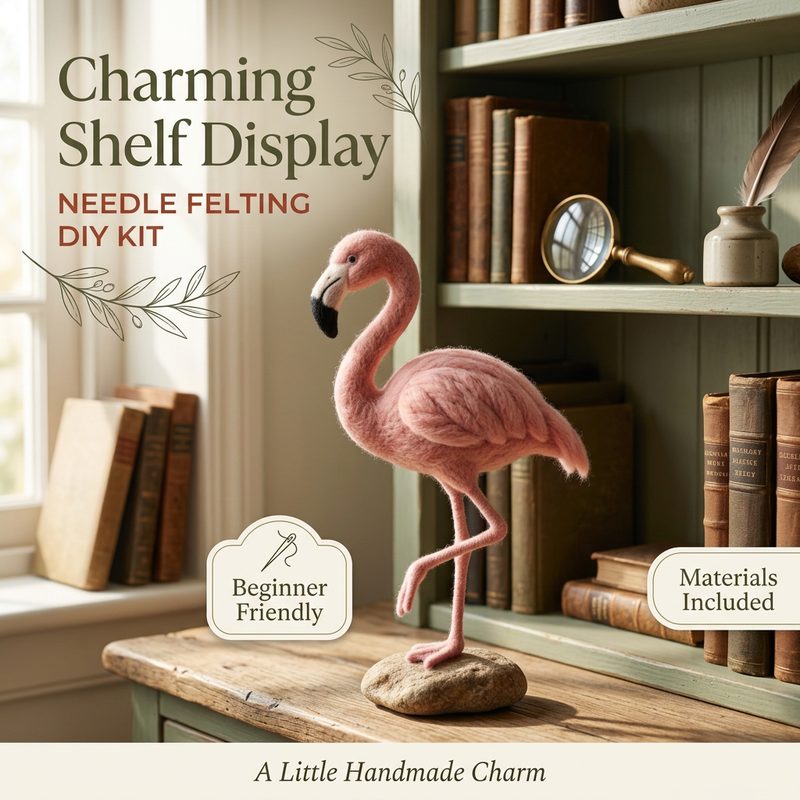 Charming
Shelf Display
NEEDLE FELTING
DIY KIT
Beginner
Friendly
Materials
Included
A Little Handmade Charm